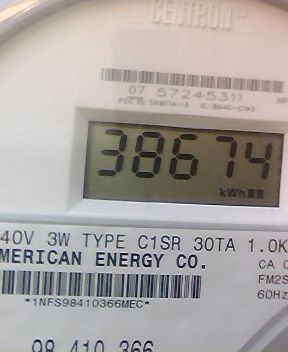 CENTRON®
07 57245311
38674
kWh
40V 3W TYPE C1SR 30TA 1.0K
MERICAN ENERGY CO.
CA 0
FM2S
60Hz
*1NFS98410366MEC*
98 410 366